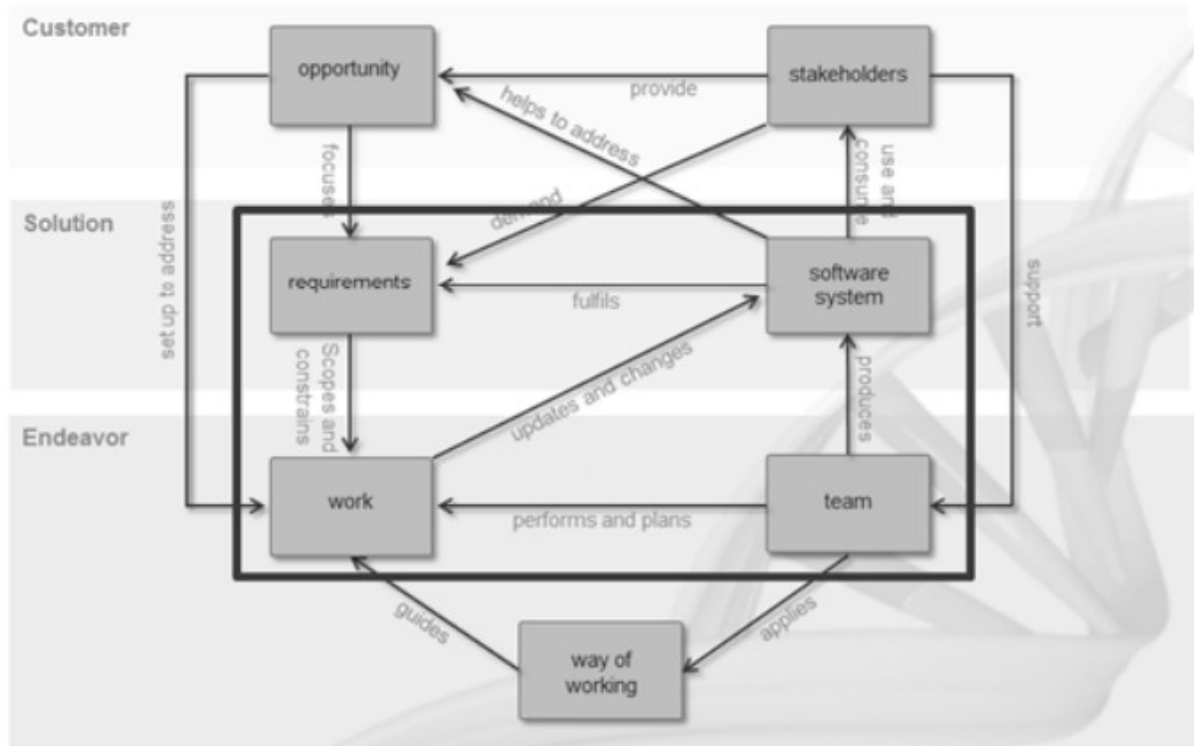 Customer
opportunity
stakeholders
provide
helps to address
use and
consume
focuses
demand
Solution
set up to address
requirements
software
system
fulfils
support
Scopes and
constrains
updates and changes
produces
Endeavor
work
team
performs and plans
guides
applies
way of
working